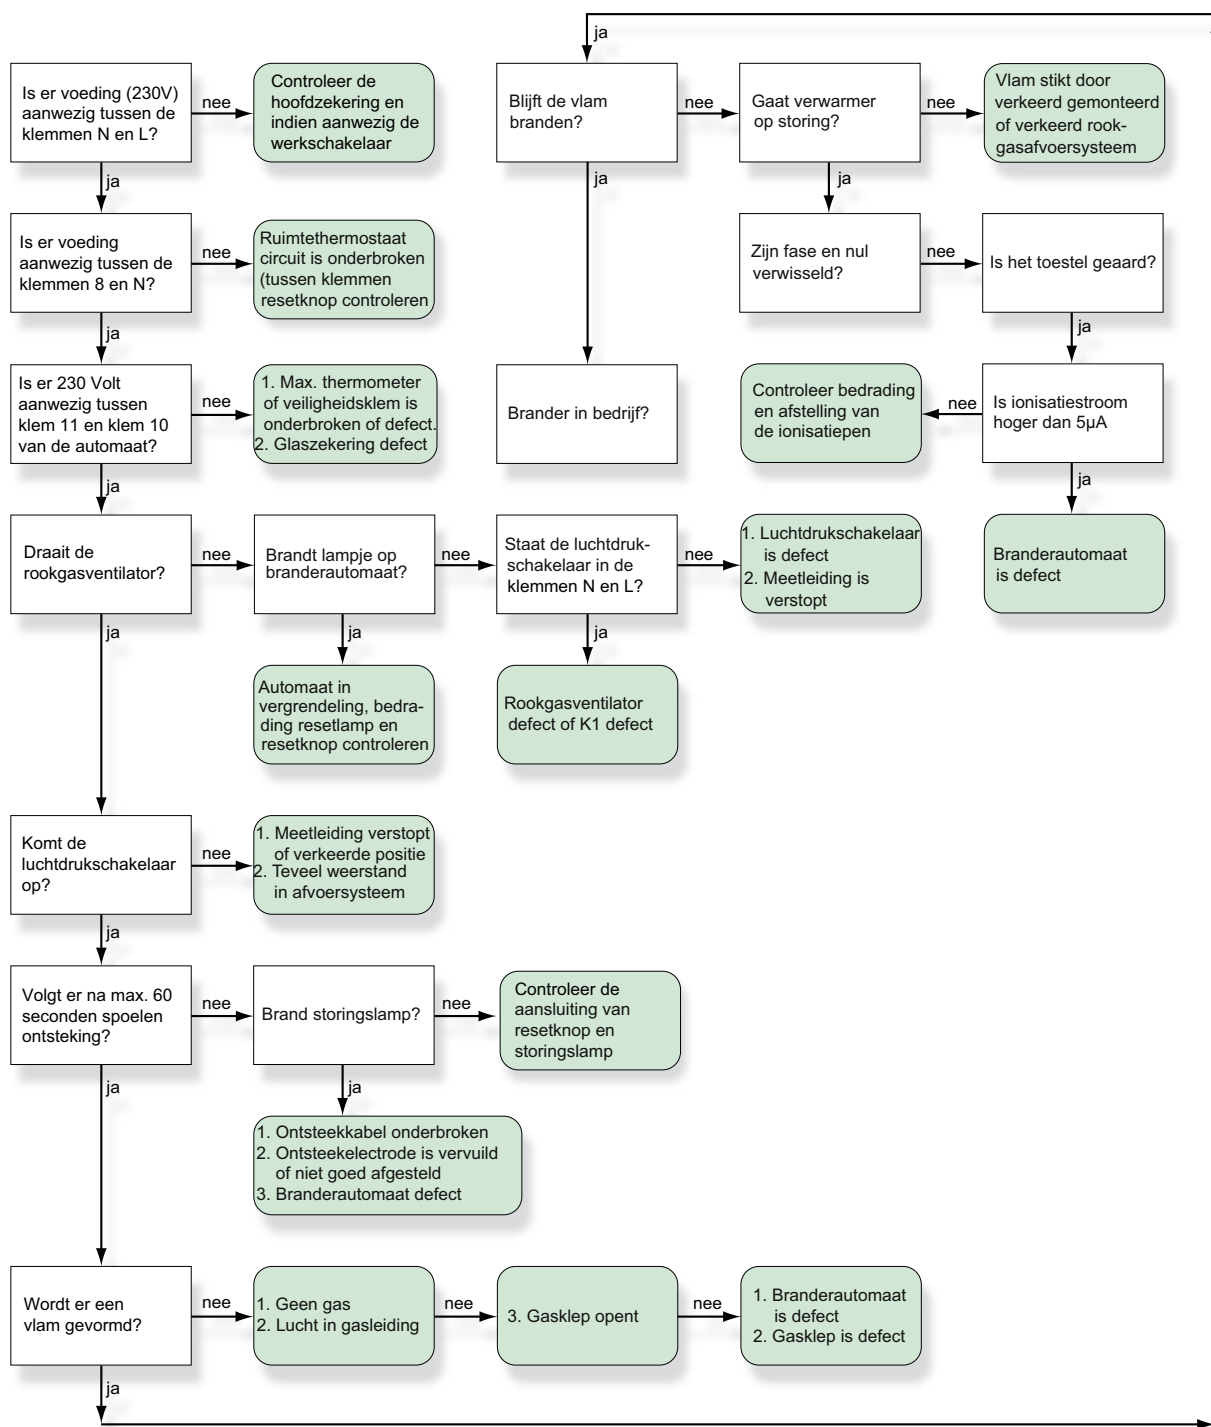 ja
Is er voeding (230V)
aanwezig tussen de
klemmen N en L?
nee
Controleer de
hoofdzekering en
indien aanwezig de
werkschakelaar
Blijft de vlam
branden?
nee
Gaat verwarmer
op storing?
nee
Vlam stikt door
verkeerd gemonteerd
of verkeerd rook-
gasafvoersysteem
ja
ja
ja
Is er voeding
aanwezig tussen de
klemmen 8 en N?
nee
Ruimtethermostaat
circuit is onderbroken
(tussen klemmen
resetknop controleren
Zijn fase en nul
verwisseld?
nee
Is het toestel geaard?
ja
ja
Is er 230 Volt
aanwezig tussen
klem 11 en klem 10
van de automaat?
nee
1. Max. thermometer
of veiligheidsklem is
onderbroken of defect.
2. Glaszekering defect
Brander in bedrijf?
Controleer bedrading
en afstelling van
de ionisatiepen
nee
Is ionisatiestroom
hoger dan 5µA
ja
ja
Draait de
rookgasventilator?
nee
Brandt lampje op
branderautomaat?
nee
Staat de luchtdruk-
schakelaar in de
klemmen N en L?
nee
1. Luchtdrukschakelaar
is defect
2. Meetleiding is
verstopt
Branderautomaat
is defect
ja
ja
ja
Automaat in
vergrendeling, bedra-
ding resetlamp en
resetknop controleren
Rookgasventilator
defect of K1 defect
Komt de
luchtdrukschakelaar
op?
nee
1. Meetleiding verstopt
of verkeerde positie
2. Teveel weerstand
in afvoersysteem
ja
Volgt er na max. 60
seconden spoelen
ontsteking?
nee
Brand storingslamp?
nee
Controleer de
aansluiting van
resetknop en
storingslamp
ja
ja
1. Ontsteekkabel onderbroken
2. Ontsteekelectrode is vervuild
of niet goed afgesteld
3. Branderautomaat defect
Wordt er een
vlam gevormd?
nee
1. Geen gas
2. Lucht in gasleiding
nee
3. Gasklep opent
nee
1. Branderautomaat
is defect
2. Gasklep is defect
ja